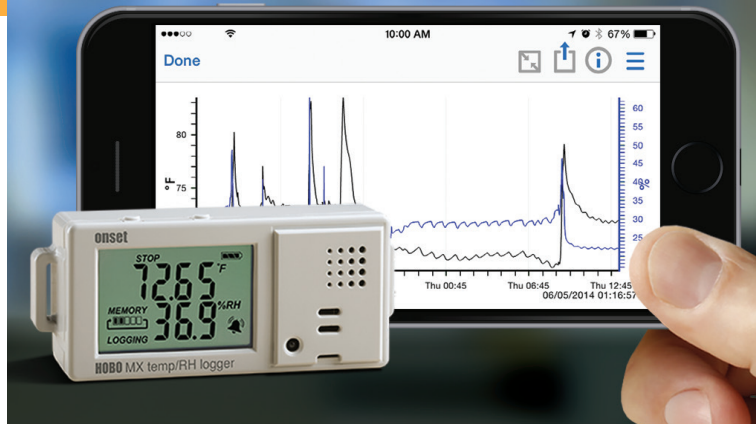 10:00 AM
67%
Done
°F
80
75
60
55
50
45
40
35
30
25
%
Thu 00:45
Thu 06:45
Thu 12:45
06/05/2014 01:16:57
onset
STOP
72.65 °F
MEMORY
36.9 %RH
LOGGING
HOBO MX temp/RH logger